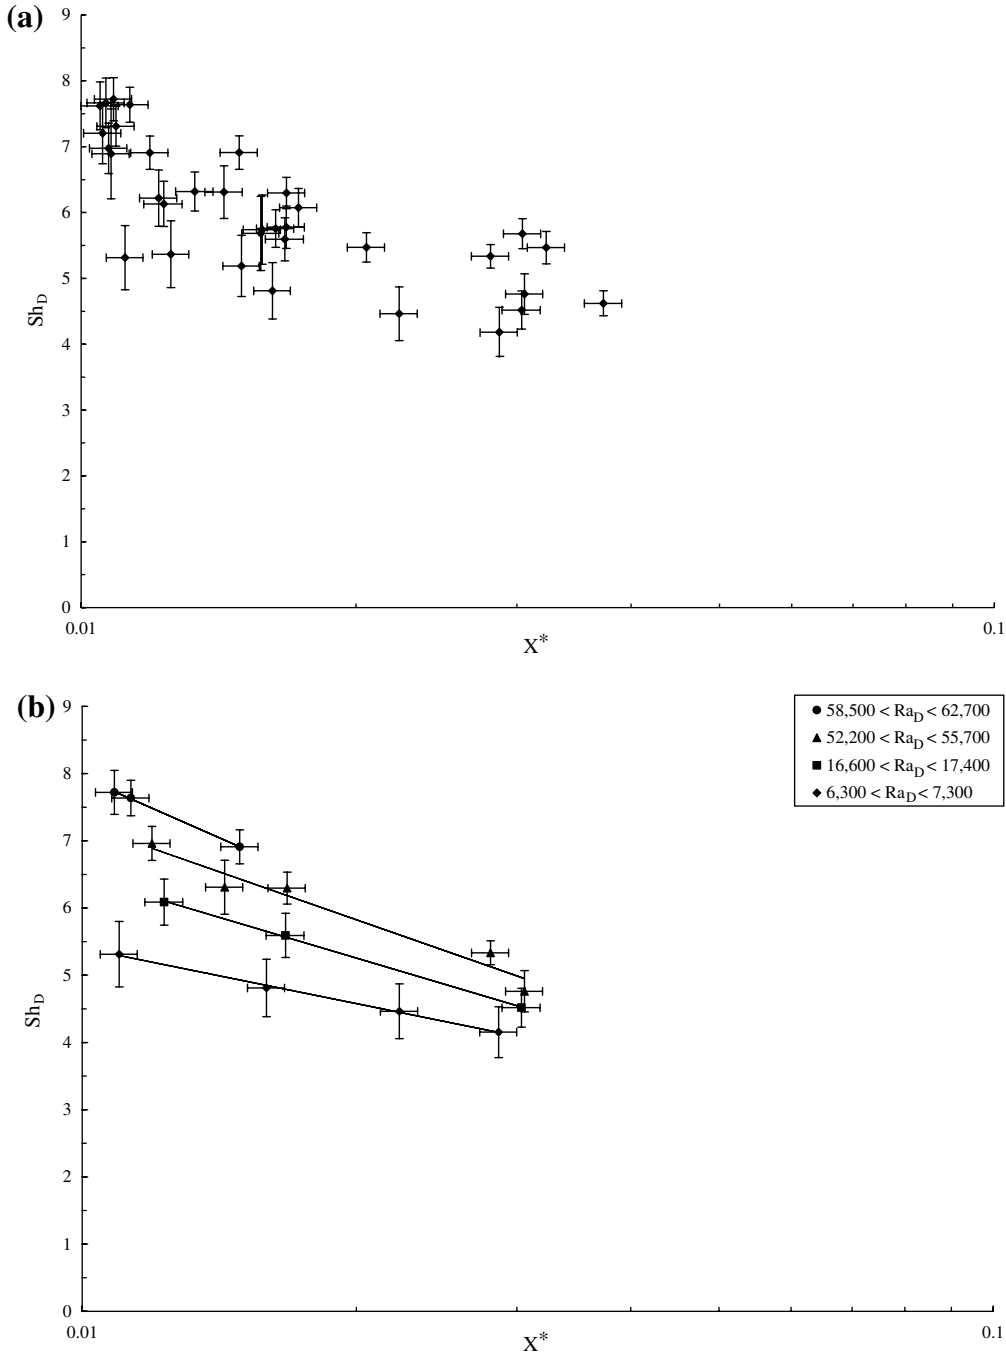 (a)
9
8
7
6
5
4
3
2
1
0
Sh_D
0.01
0.1
X*
(b)
9
8
7
6
5
4
3
2
1
0
Sh_D
0.01
0.1
X*
58,500 < Ra_D < 62,700
52,200 < Ra_D < 55,700
16,600 < Ra_D < 17,400
6,300 < Ra_D < 7,300